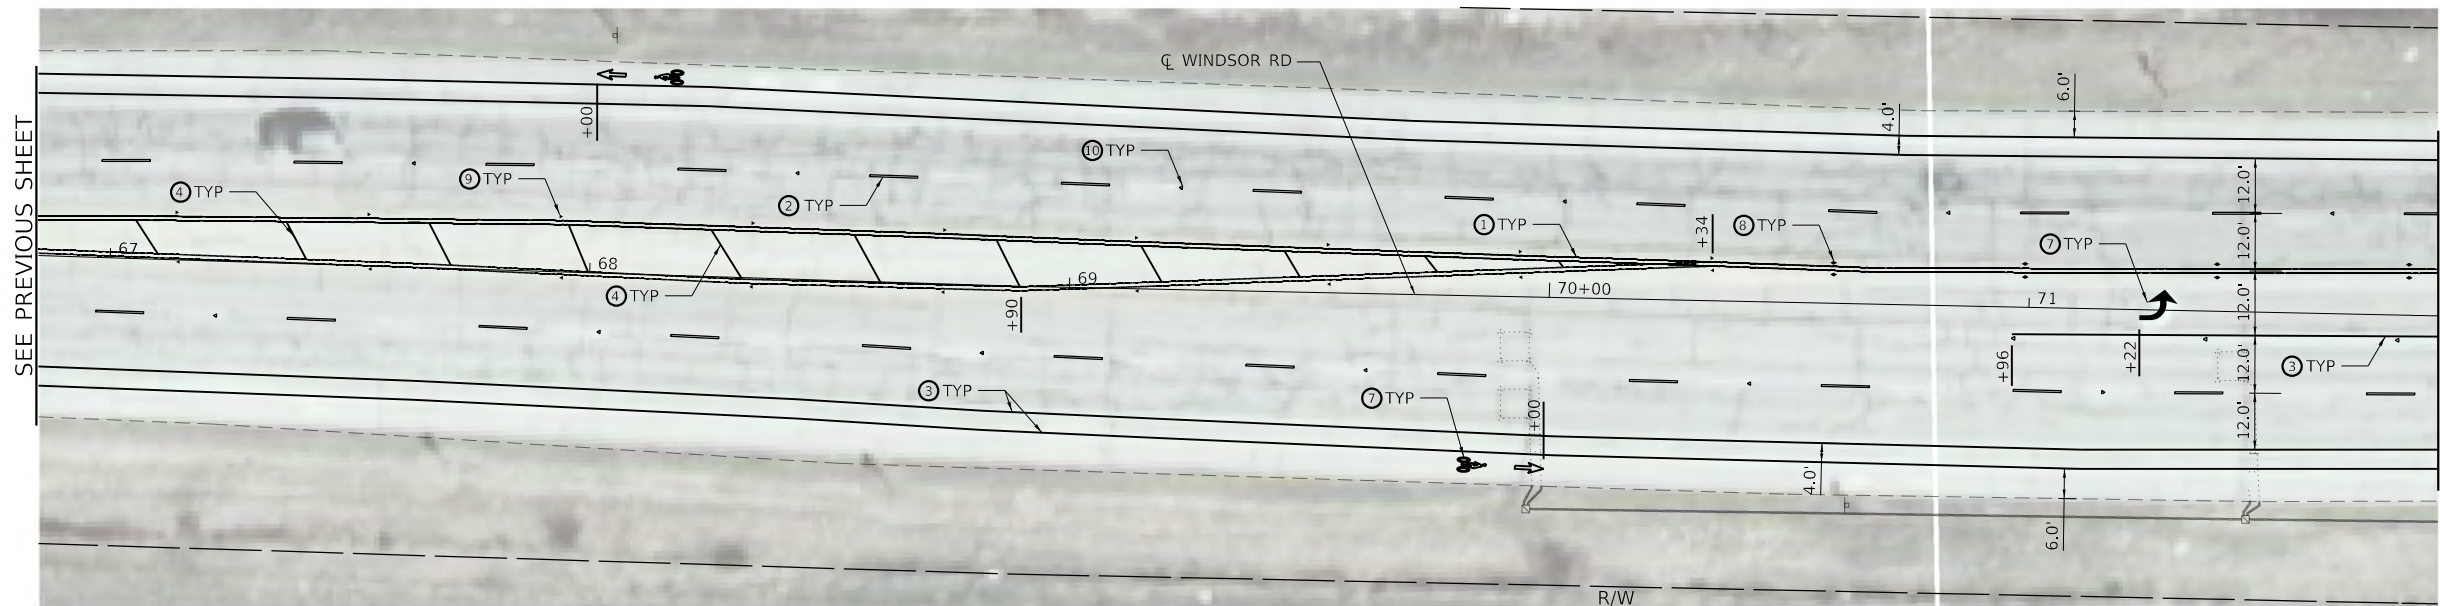 SEE PREVIOUS SHEET
℄ WINDSOR RD
+00
6.0'
4.0'
10 TYP
9 TYP
4 TYP
2 TYP
12.0'
1 TYP
+34
8 TYP
7 TYP
12.0'
67
68
69
70+00
71
4 TYP
+90
12.0'
+96
+22
12.0'
3 TYP
3 TYP
7 TYP
+00
12.0'
4.0'
6.0'
R/W